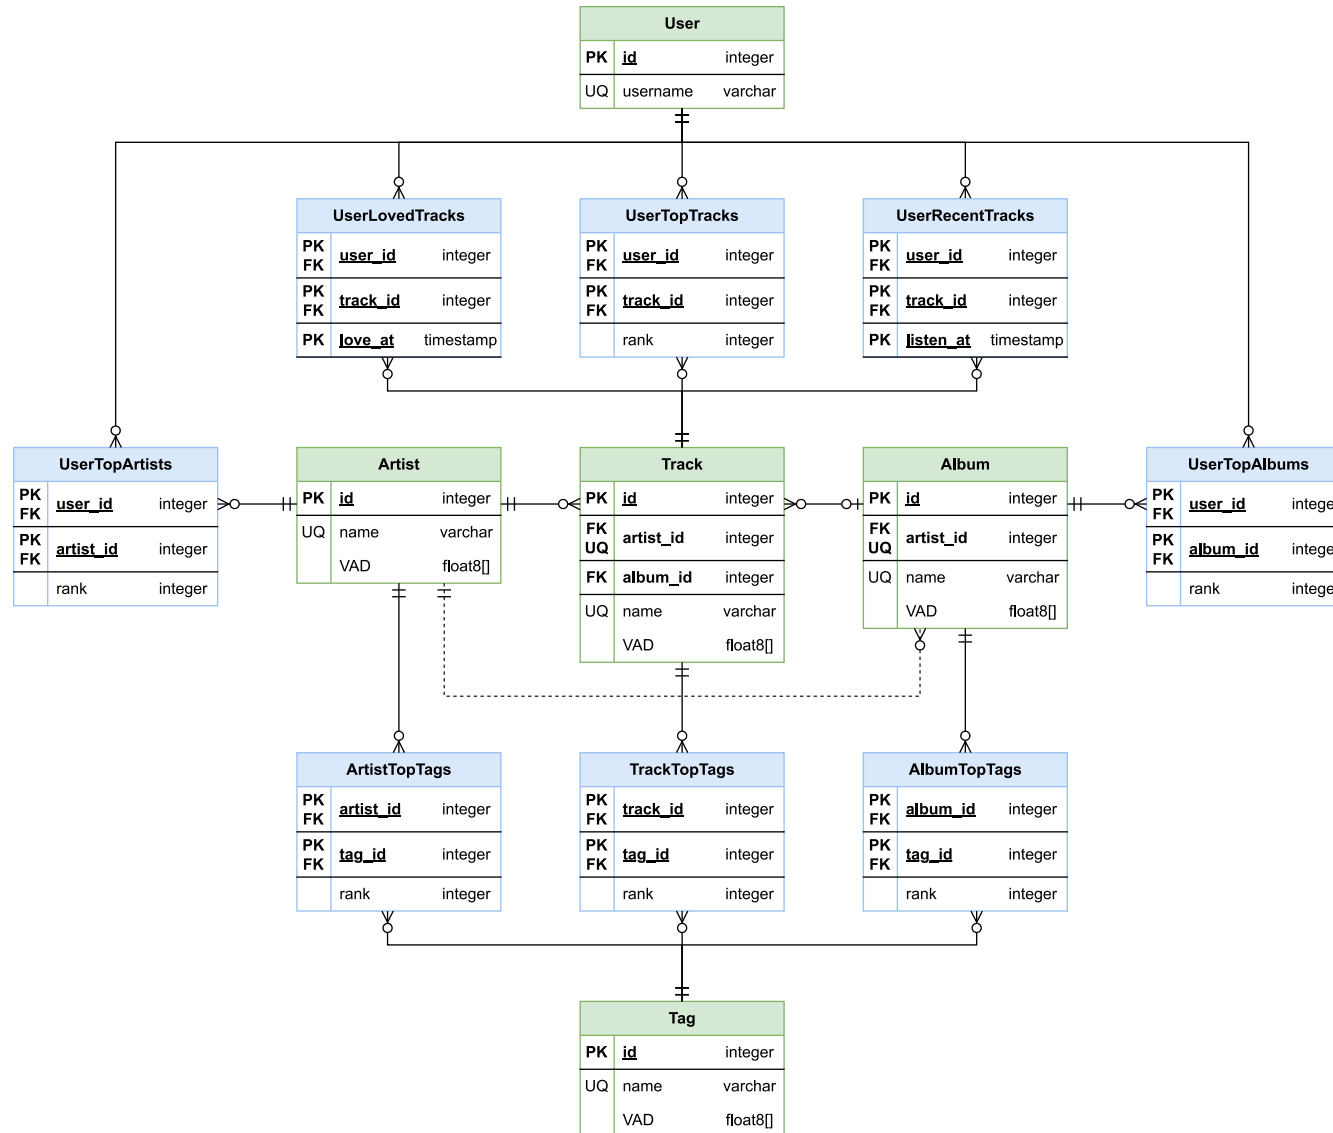 User
PK id integer
UQ username varchar
UserLovedTracks
PK FK user_id integer
PK FK track_id integer
PK love_at timestamp
UserTopTracks
PK FK user_id integer
PK FK track_id integer
rank integer
UserRecentTracks
PK FK user_id integer
PK FK track_id integer
PK listen_at timestamp
UserTopArtists
PK FK user_id integer
PK FK artist_id integer
rank integer
Artist
PK id integer
UQ name varchar
VAD float8[]
Track
PK id integer
FK UQ artist_id integer
FK album_id integer
UQ name varchar
VAD float8[]
Album
PK id integer
FK UQ artist_id integer
UQ name varchar
VAD float8[]
UserTopAlbums
PK FK user_id intege
PK FK album_id intege
rank intege
ArtistTopTags
PK FK artist_id integer
PK FK tag_id integer
rank integer
TrackTopTags
PK FK track_id integer
PK FK tag_id integer
rank integer
AlbumTopTags
PK FK album_id integer
PK FK tag_id integer
rank integer
Tag
PK id integer
UQ name varchar
VAD float8[]